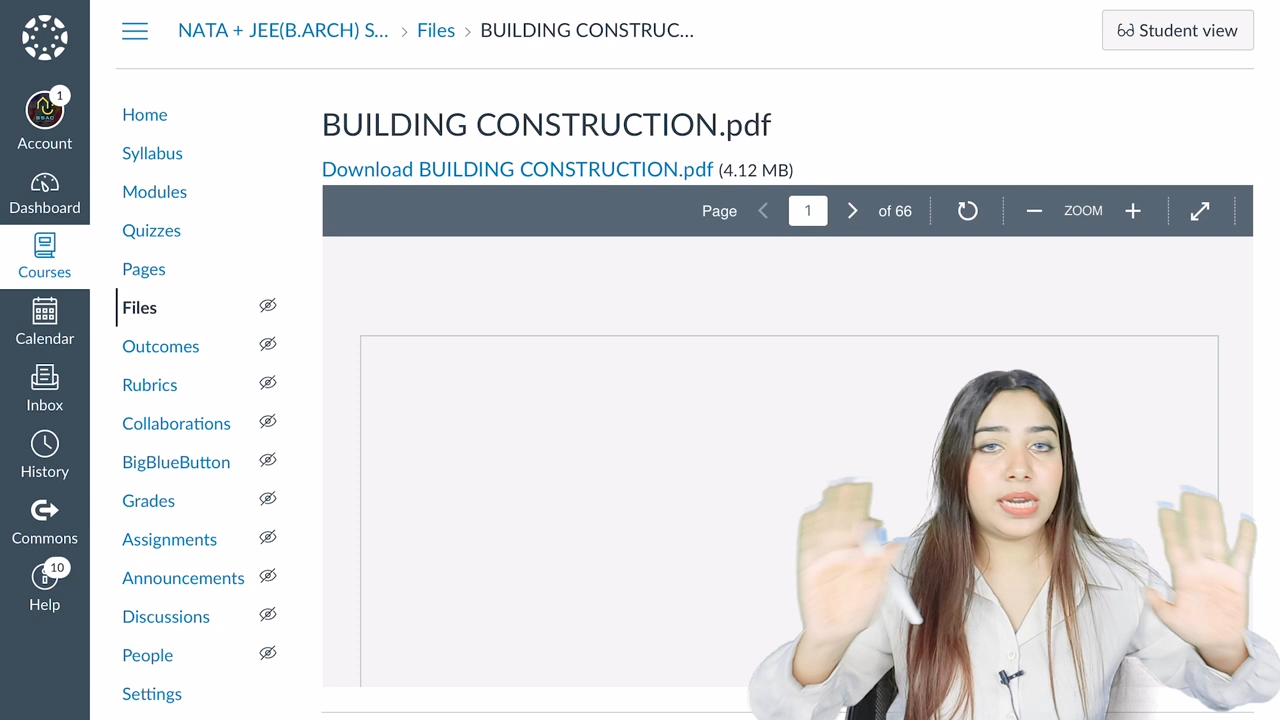 NATA + JEE(B.ARCH) S... > Files > BUILDING CONSTRUC...
Student view
1
Account
Dashboard
Courses
Calendar
Inbox
History
Commons
10
Help
Home
Syllabus
Modules
Quizzes
Pages
Files
Outcomes
Rubrics
Collaborations
BigBlueButton
Grades
Assignments
Announcements
Discussions
People
Settings
BUILDING CONSTRUCTION.pdf
Download BUILDING CONSTRUCTION.pdf (4.12 MB)
Page 1 of 66 ZOOM